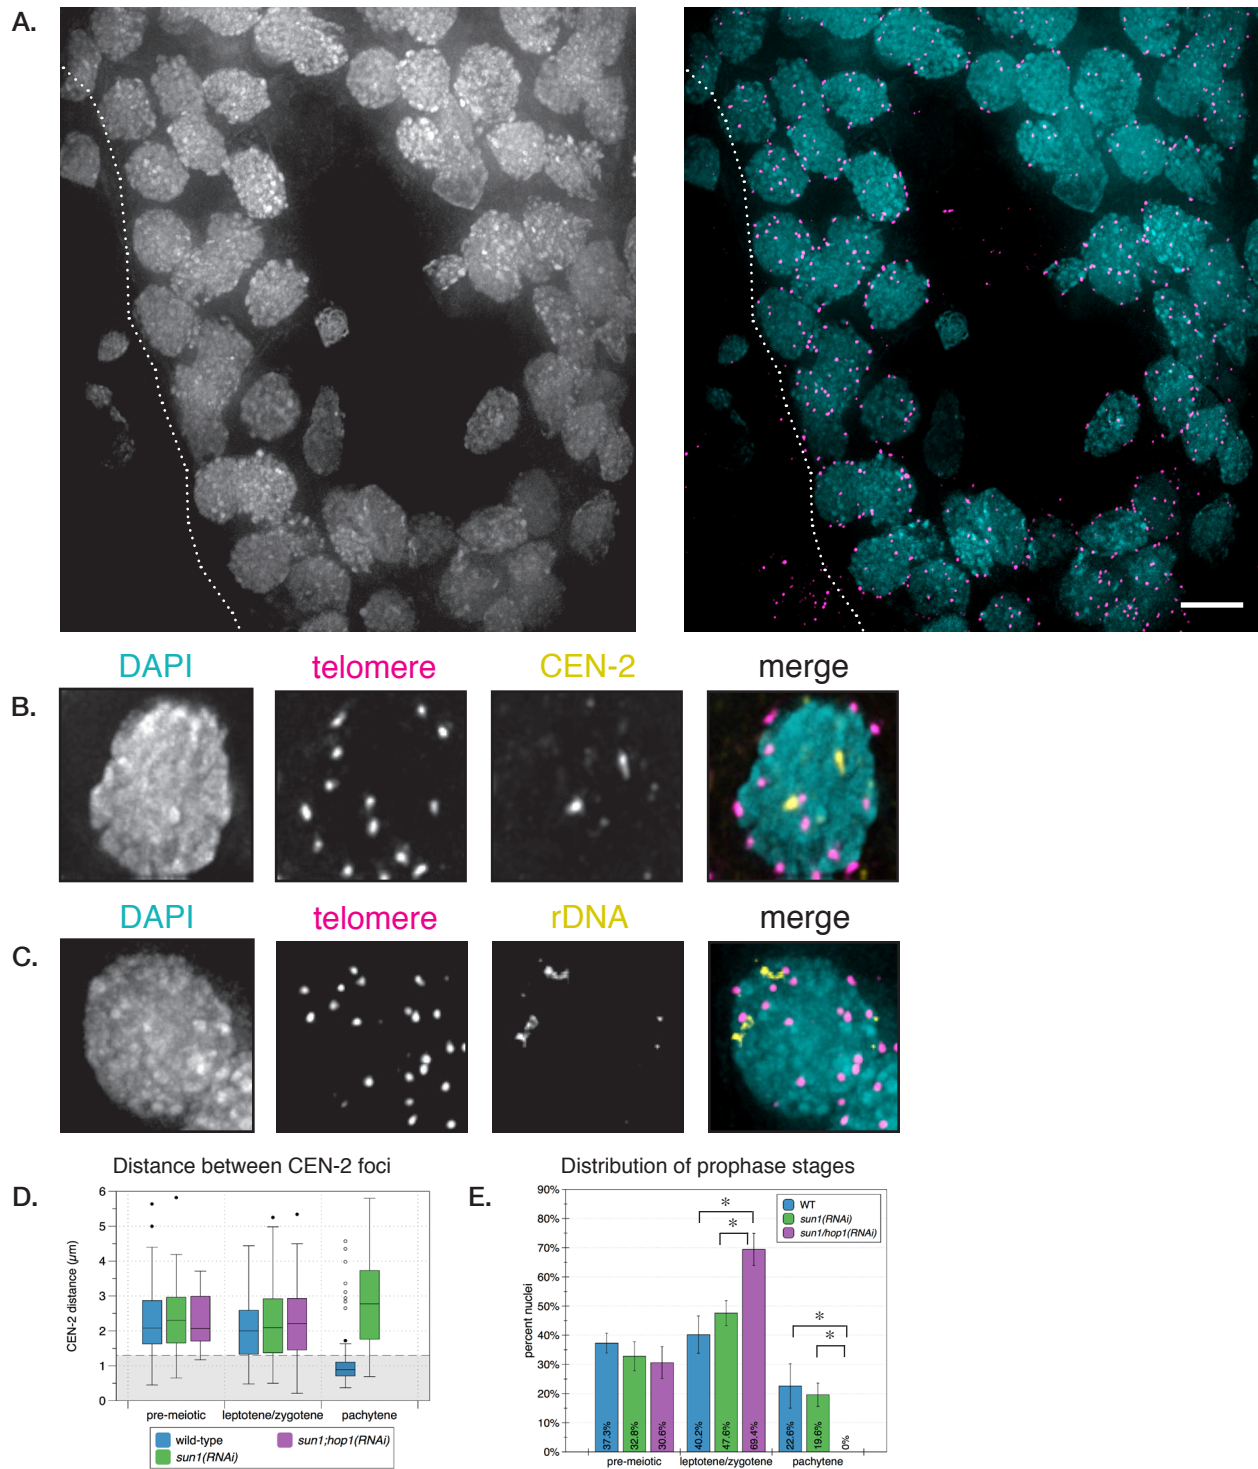 A.
DAPI telomere CEN-2 merge
B.
DAPI telomere rDNA merge
C.
Distance between CEN-2 foci
D.
CEN-2 distance (µm)
6
5
4
3
2
1
0
pre-meiotic leptotene/zygotene pachytene
wild-type sun1;hop1(RNAi)
sun1(RNAi)
Distribution of prophase stages
E.
percent nuclei
90%
80%
70%
60%
50%
40%
30%
20%
10%
0%
WT
sun1(RNAi)
sun1/hop1(RNAi)
* *
* *
37.3% 32.8% 30.6% 40.2% 47.6% 69.4% 22.6% 19.6% 0%
pre-meiotic leptotene/zygotene pachytene